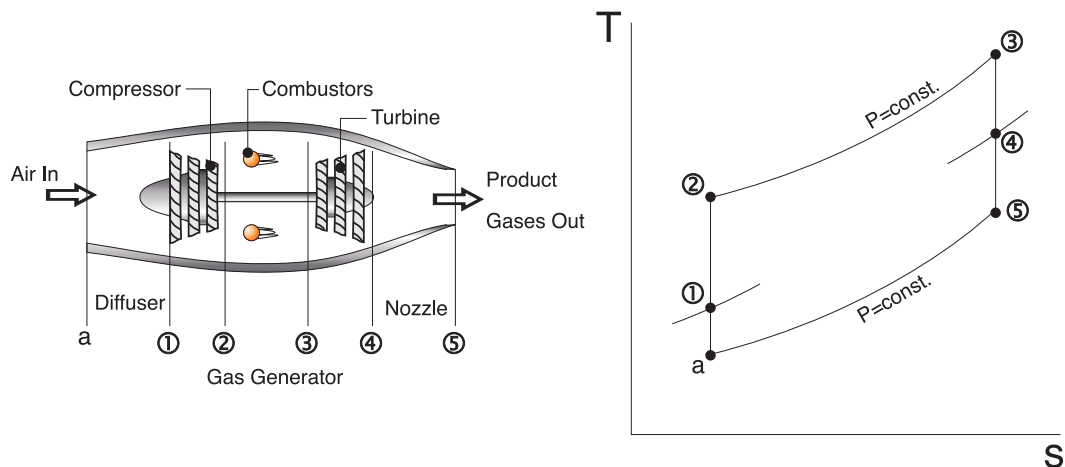 Compressor
Combustors
Turbine
Air In
Product
Gases Out
Diffuser
Nozzle
a
①
②
③
④
⑤
Gas Generator
T
③
P=const.
④
②
⑤
①
P=const.
a
S